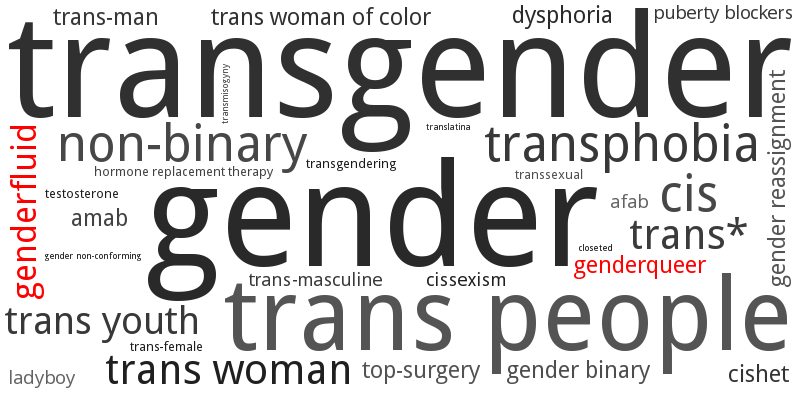 trans-man
trans woman of color
dysphoria
puberty blockers
transgender
transmisogyny
translatina
non-binary
transphobia
gender reassignment
genderfluid
hormone replacement therapy
transgendering
transsexual
testosterone
gender
afab
cis
amab
trans*
gender non-conforming
closeted
genderqueer
trans-masculine
cissexism
trans people
trans youth
trans-female
trans woman
top-surgery
gender binary
ladyboy
cishet